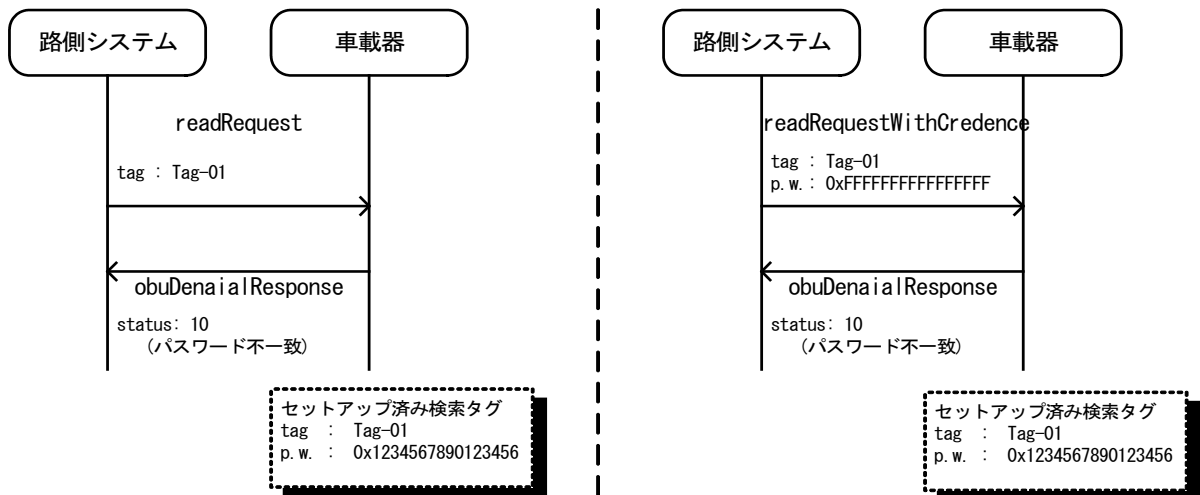 路側システム
車載器
readRequest
tag : Tag-01
obuDenaialResponse
status: 10
(パスワード不一致)
セットアップ済み検索タグ
tag : Tag-01
p.w. : 0x1234567890123456
路側システム
車載器
readRequestWithCredence
tag : Tag-01
p.w. : 0xFFFFFFFFFFFFFFFF
obuDenaialResponse
status: 10
(パスワード不一致)
セットアップ済み検索タグ
tag : Tag-01
p.w. : 0x1234567890123456